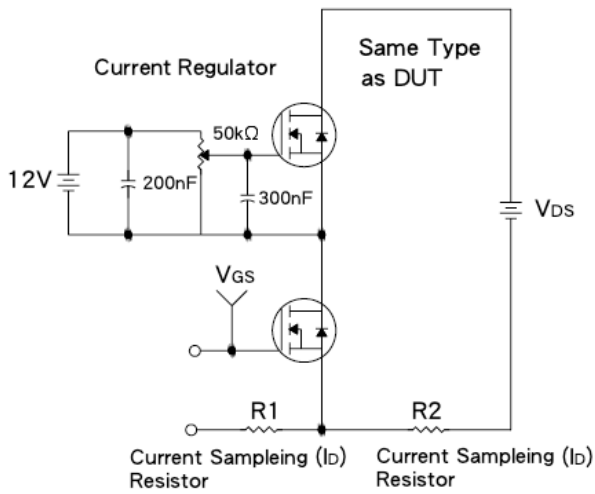 Same Type
as DUT
Current Regulator
50kΩ
12V
200nF
300nF
VDS
VGS
R1
R2
Current Sampleing (ID)
Resistor
Current Sampleing (ID)
Resistor